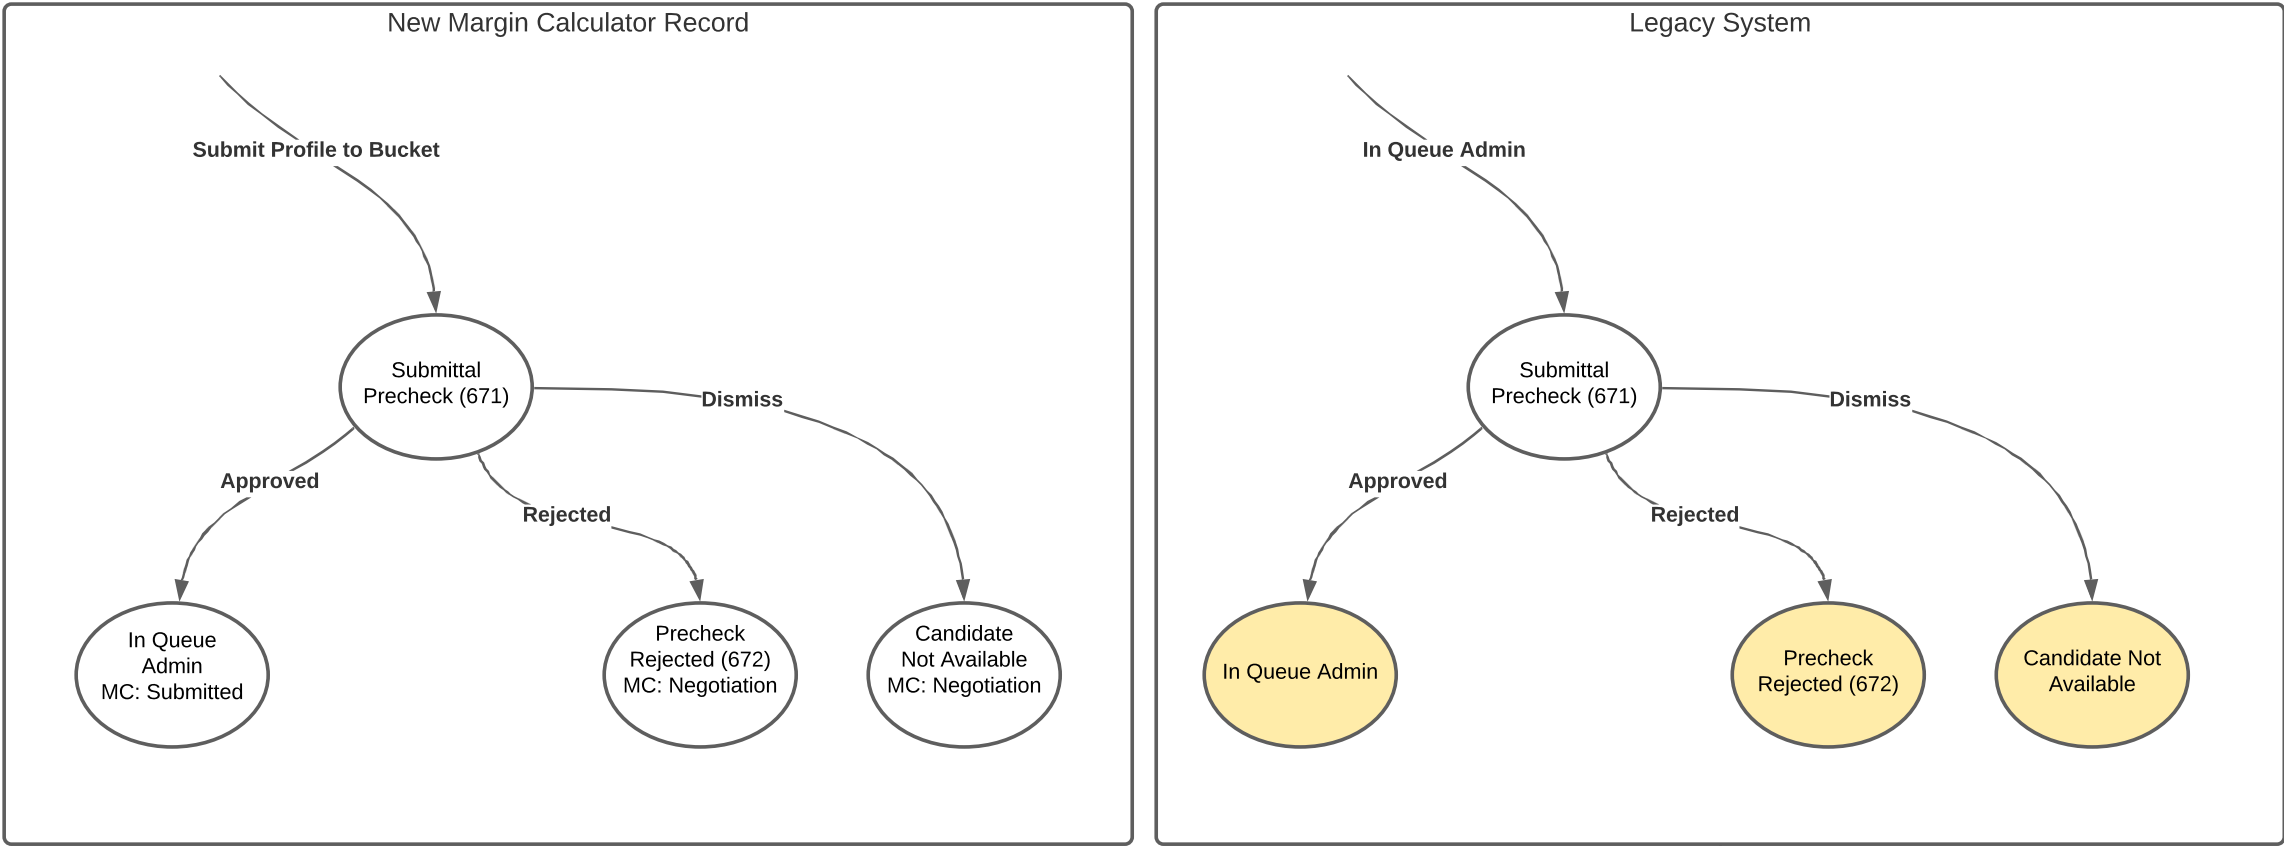 New Margin Calculator Record
Submit Profile to Bucket
Submittal
Precheck (671)
Dismiss
Approved
Rejected
In Queue
Admin
MC: Submitted
Precheck
Rejected (672)
MC: Negotiation
Candidate
Not Available
MC: Negotiation
Legacy System
In Queue Admin
Submittal
Precheck (671)
Dismiss
Approved
Rejected
In Queue Admin
Precheck
Rejected (672)
Candidate Not
Available